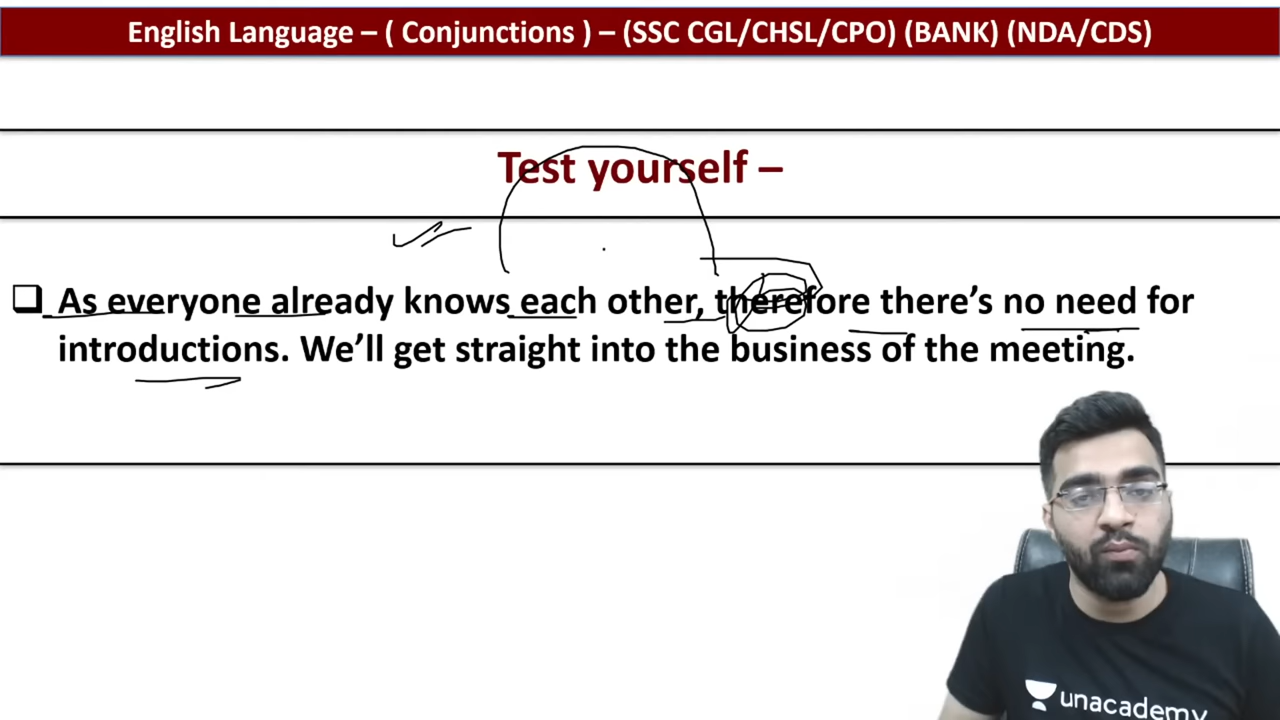 English Language – ( Conjunctions ) – (SSC CGL/CHSL/CPO) (BANK) (NDA/CDS)
Test yourself –
As everyone already knows each other, therefore there’s no need for
introductions. We’ll get straight into the business of the meeting.
unacademy